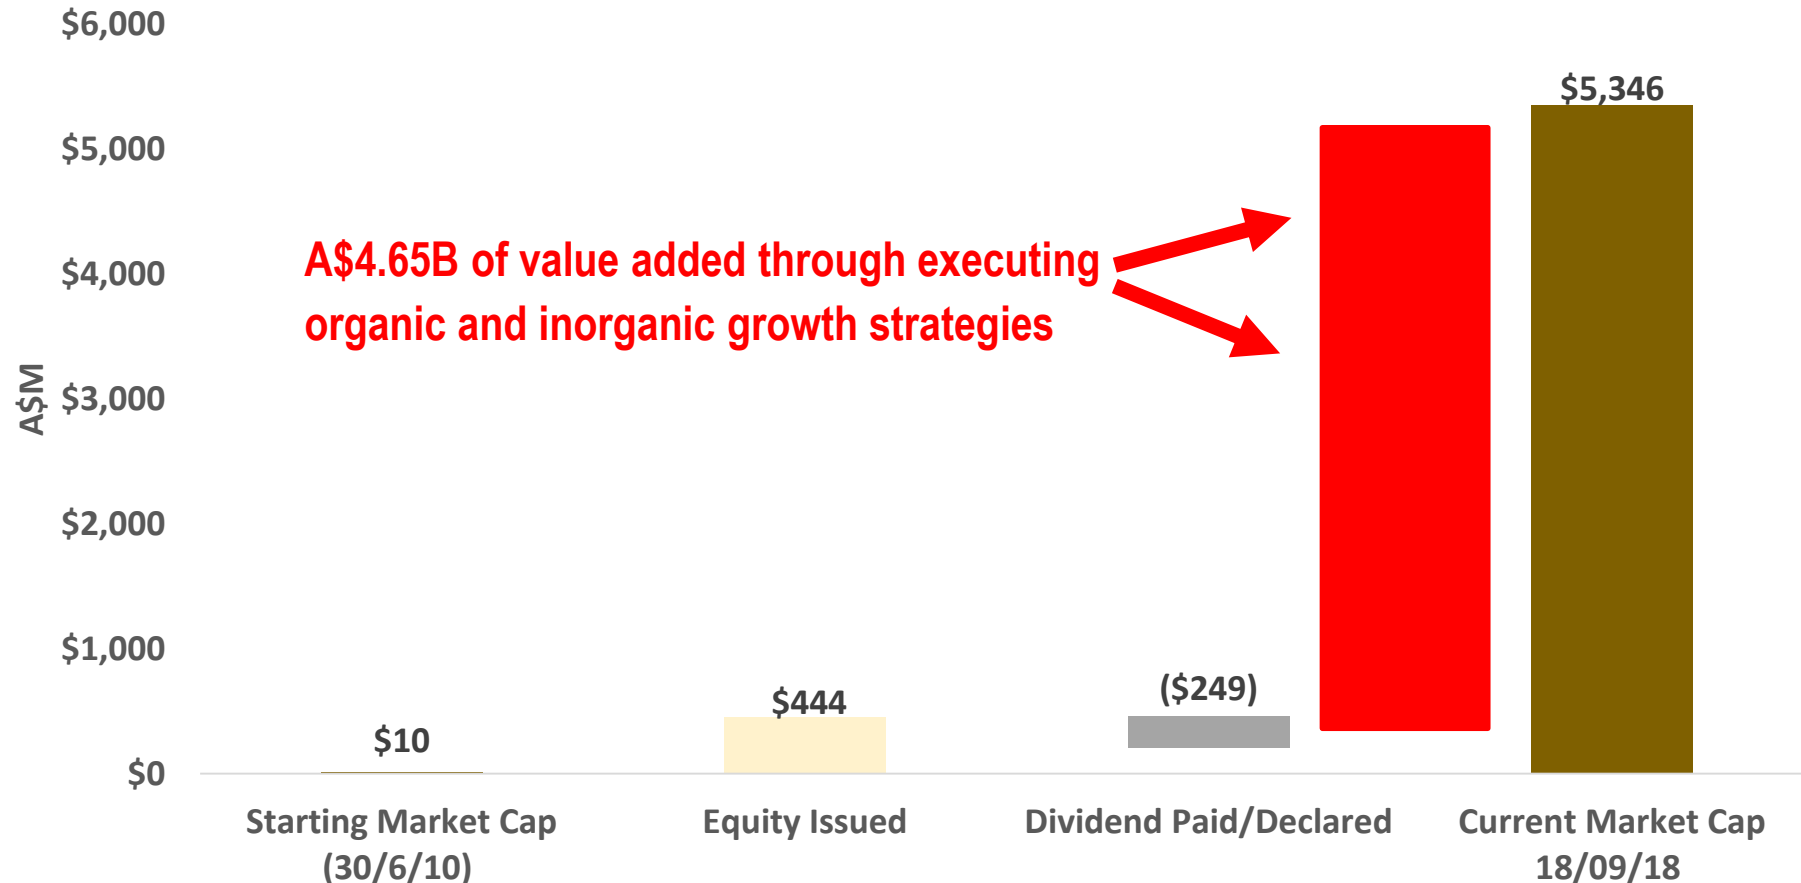 $6,000
$5,000
$4,000
$3,000
$2,000
$1,000
$0
A$M
$10
$444
($249)
$5,346
A$4.65B of value added through executing
organic and inorganic growth strategies
Starting Market Cap
(30/6/10)
Equity Issued
Dividend Paid/Declared
Current Market Cap
18/09/18